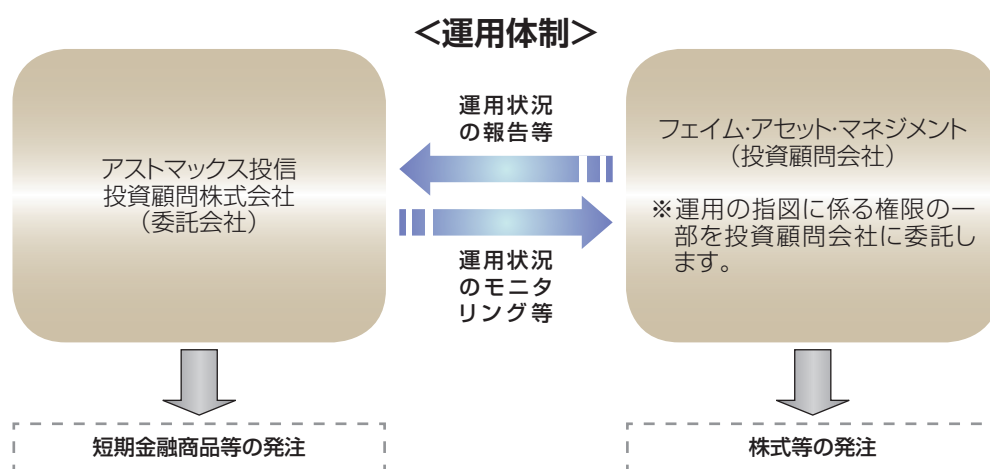 ＜運用体制＞
アストマックス投信
投資顧問株式会社
（委託会社）
運用状況
の報告等
運用状況
のモニタ
リング等
フェイム・アセット・マネジメント
（投資顧問会社）
※運用の指図に係る権限の一
部を投資顧問会社に委託し
ます。
短期金融商品等の発注
株式等の発注